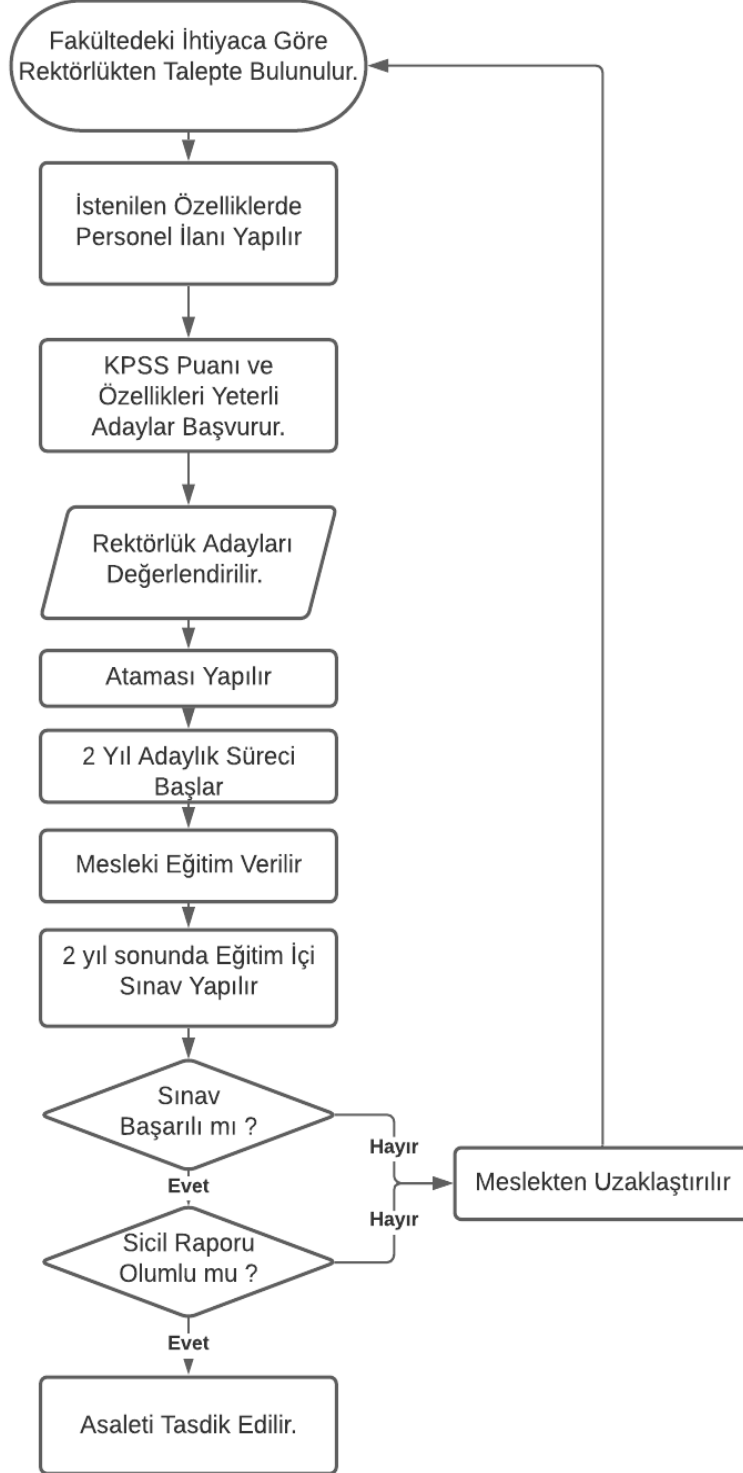 Fakültedeki İhtiyaca Göre
Rektörlükten Talepte Bulunulur.
İstenilen Özelliklerde
Personel İlanı Yapılır
KPSS Puanı ve
Özellikleri Yeterli
Adaylar Başvurur.
Rektörlük Adayları
Değerlendirilir.
Ataması Yapılır
2 Yıl Adaylık Süreci
Başlar
Mesleki Eğitim Verilir
2 yıl sonunda Eğitim İçi
Sınav Yapılır
Sınav
Başarılı mı ?
Hayır
Evet
Meslekten Uzaklaştırılır
Hayır
Sicil Raporu
Olumlu mu ?
Evet
Asaleti Tasdik Edilir.